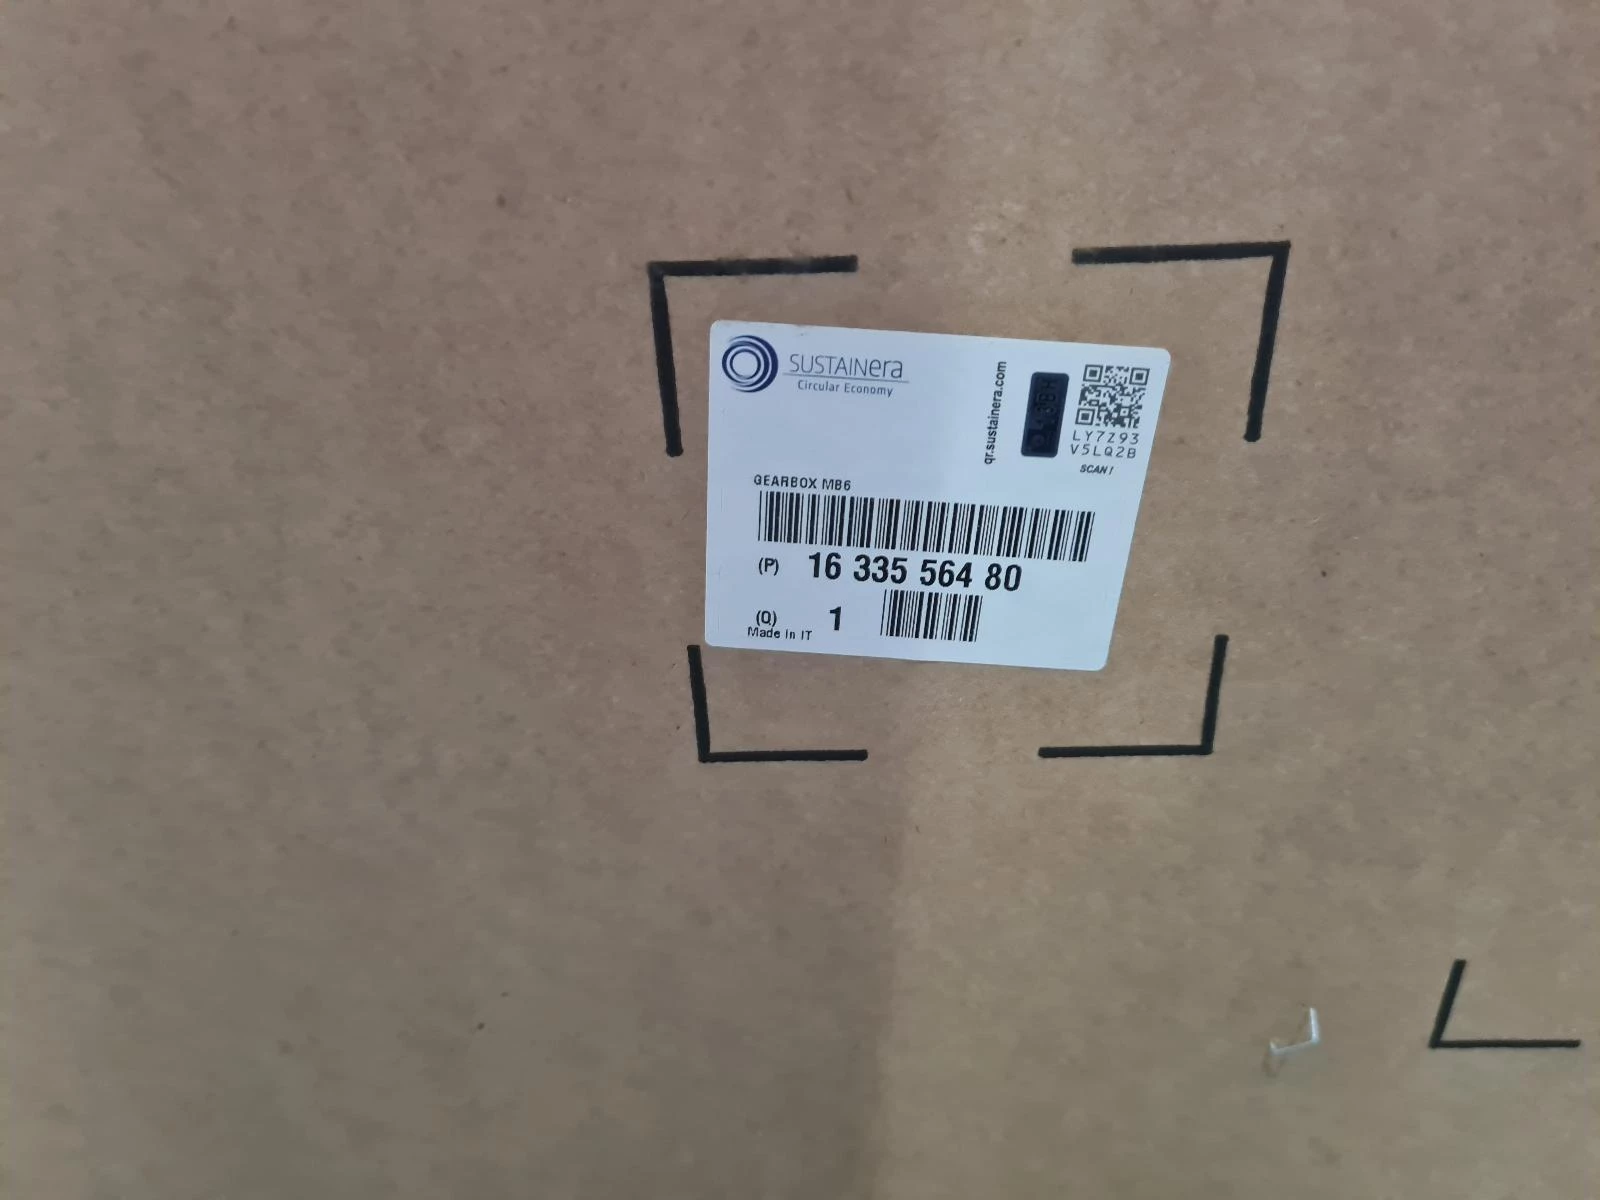 SUSTAINera
Circular Economy
qr.sustainera.com
LY7Z93
V5LQ2B
SCAN!
GEARBOX MB6
(P) 16 335 564 80
(Q) 1
Made in IT